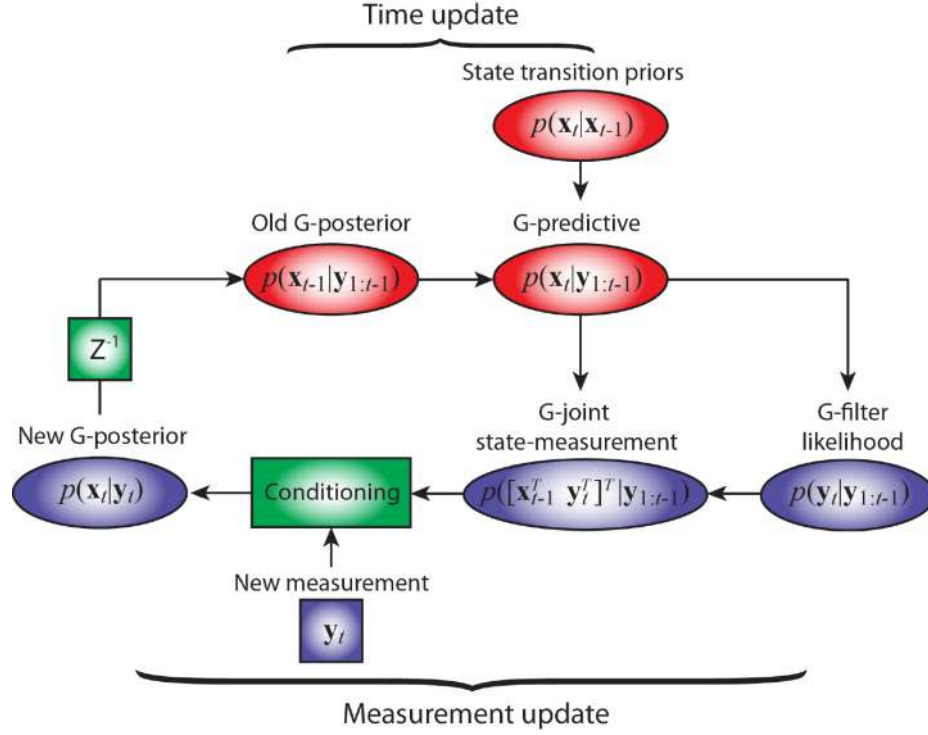 Time update
State transition priors
p(x_t|x_{t-1})
Old G-posterior
G-predictive
p(x_{t-1}|y_{1:t-1})
p(x_t|y_{1:t-1})
Z^{-1}
G-joint
state-measurement
G-filter
likelihood
New G-posterior
p(x_t|y_t)
Conditioning
p([x_{t-1}^T y_t^T]^T|y_{1:t-1})
p(y_t|y_{1:t-1})
New measurement
y_t
Measurement update